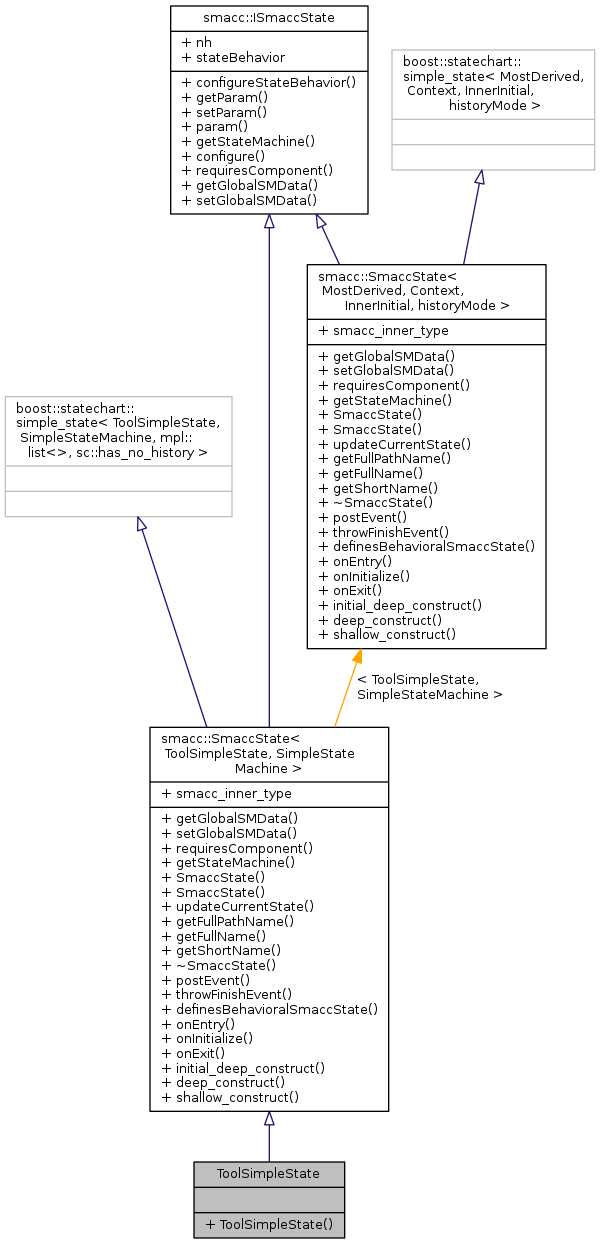 smacc::ISmaccState
+ nh
+ stateBehavior
+ configureStateBehavior()
+ getParam()
+ setParam()
+ param()
+ getStateMachine()
+ configure()
+ requiresComponent()
+ getGlobalSMData()
+ setGlobalSMData()
boost::statechart::
simple_state< MostDerived,
Context, InnerInitial,
historyMode >
smacc::SmaccState<
MostDerived, Context,
InnerInitial, historyMode >
+ smacc_inner_type
+ getGlobalSMData()
+ setGlobalSMData()
+ requiresComponent()
+ getStateMachine()
+ SmaccState()
+ SmaccState()
+ updateCurrentState()
+ getFullPathName()
+ getFullName()
+ getShortName()
+ ~SmaccState()
+ postEvent()
+ throwFinishEvent()
+ definesBehavioralSmaccState()
+ onEntry()
+ onInitialize()
+ onExit()
+ initial_deep_construct()
+ deep_construct()
+ shallow_construct()
boost::statechart::
simple_state< ToolSimpleState,
SimpleStateMachine, mpl::
list<>, sc::has_no_history >
< ToolSimpleState,
SimpleStateMachine >
smacc::SmaccState<
ToolSimpleState, SimpleState
Machine >
+ smacc_inner_type
+ getGlobalSMData()
+ setGlobalSMData()
+ requiresComponent()
+ getStateMachine()
+ SmaccState()
+ SmaccState()
+ updateCurrentState()
+ getFullPathName()
+ getFullName()
+ getShortName()
+ ~SmaccState()
+ postEvent()
+ throwFinishEvent()
+ definesBehavioralSmaccState()
+ onEntry()
+ onInitialize()
+ onExit()
+ initial_deep_construct()
+ deep_construct()
+ shallow_construct()
ToolSimpleState
+ ToolSimpleState()